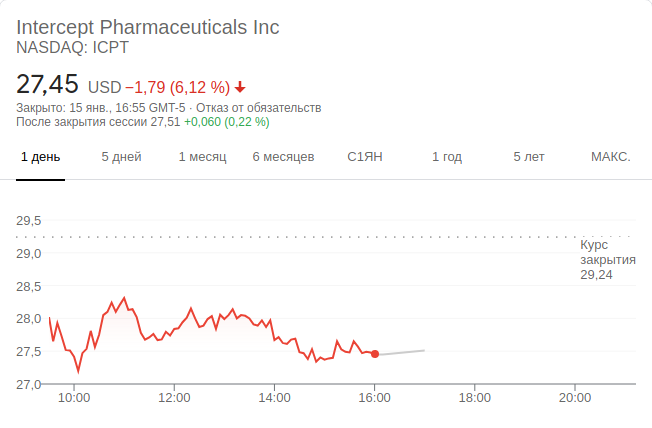 Intercept Pharmaceuticals Inc
NASDAQ: ICPT
27,45 USD −1,79 (6,12 %)
Закрыто: 15 янв., 16:55 GMT-5 · Отказ от обязательств
После закрытия сессии 27,51 +0,060 (0,22 %)
1 день 5 дней 1 месяц 6 месяцев С1ЯН 1 год 5 лет МАКС.
29,5
Курс
закрытия
29,24
29,0
28,5
28,0
27,5
27,0
10:00 12:00 14:00 16:00 18:00 20:00